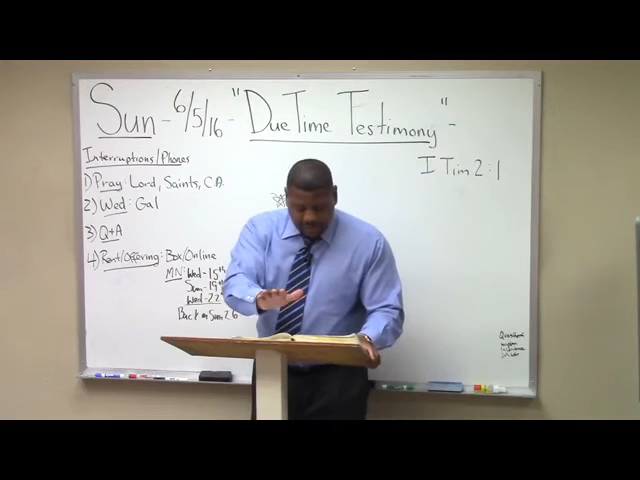 Sun - 6/5/16 - "Due Time Testimony" -
I Tim 2:1
Interruptions/Phones
1) Pray: Lord, Saints, CA.
2) Wed: Gal
3) Q+A
4) Rent/Offering: Box/Online
MN: Wed - 15th
Sun - 19th
Wed - 22
Back on Sun 26